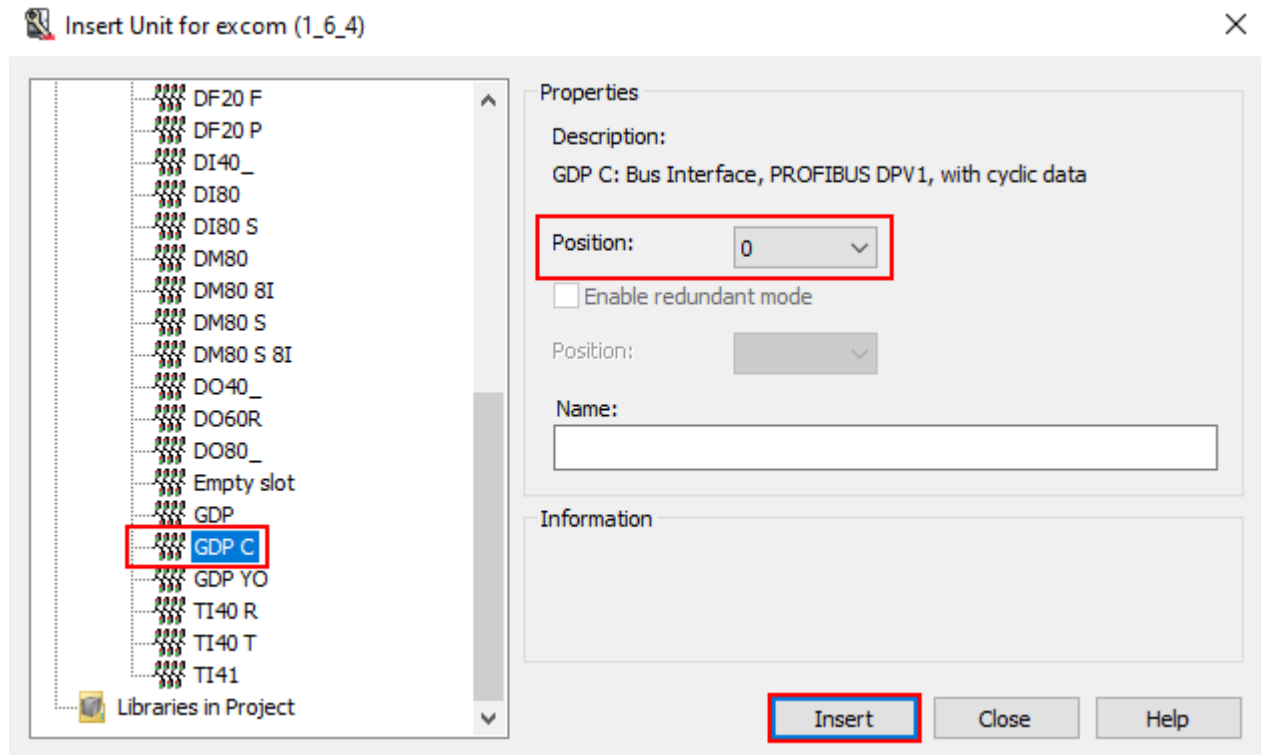 Insert Unit for excom (1_6_4)
DF20 F
DF20 P
DI40_
DI80
DI80 S
DM80
DM80 8I
DM80 S
DM80 S 8I
DO40_
DO60R
DO80_
Empty slot
GDP
GDP C
GDP YO
TI40 R
TI40 T
TI41
Libraries in Project
Properties
Description:
GDP C: Bus Interface, PROFIBUS DPV1, with cyclic data
Position: 0
Enable redundant mode
Position:
Name:
Information
Insert Close Help